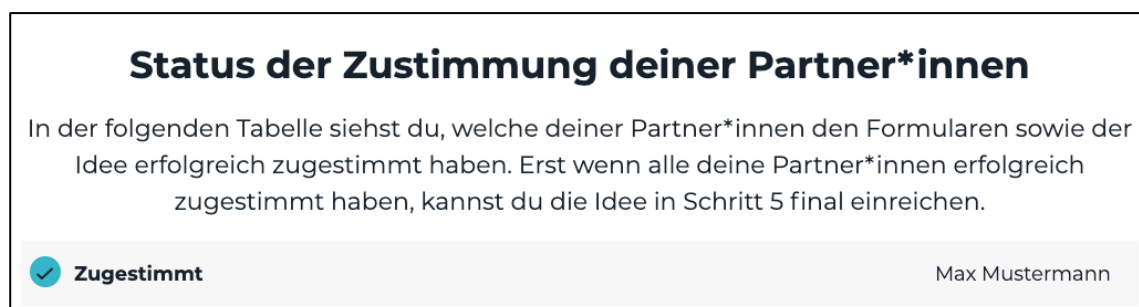 Status der Zustimmung deiner Partner*innen
In der folgenden Tabelle siehst du, welche deiner Partner*innen den Formularen sowie der
Idee erfolgreich zugestimmt haben. Erst wenn alle deine Partner*innen erfolgreich
zugestimmt haben, kannst du die Idee in Schritt 5 final einreichen.
Zugestimmt Max Mustermann